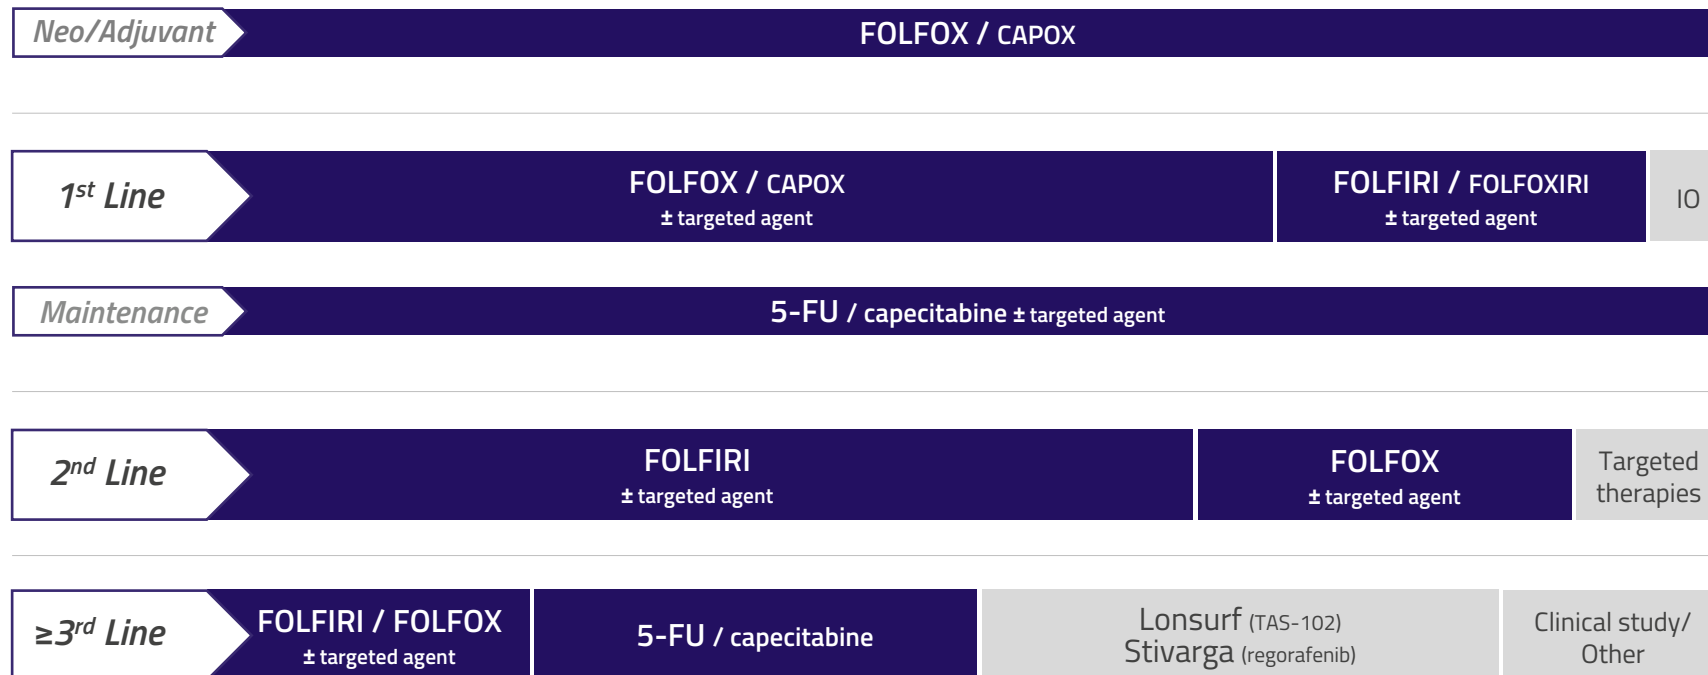 Neo/Adjuvant
FOLFOX / CAPOX
1st Line
FOLFOX / CAPOX
± targeted agent
FOLFIRI / FOLFOXIRI
± targeted agent
IO
Maintenance
5-FU / capecitabine ± targeted agent
2nd Line
FOLFIRI
± targeted agent
FOLFOX
± targeted agent
Targeted
therapies
≥3rd Line
FOLFIRI / FOLFOX
± targeted agent
5-FU / capecitabine
Lonsurf (TAS-102)
Stivarga (regorafenib)
Clinical study/
Other